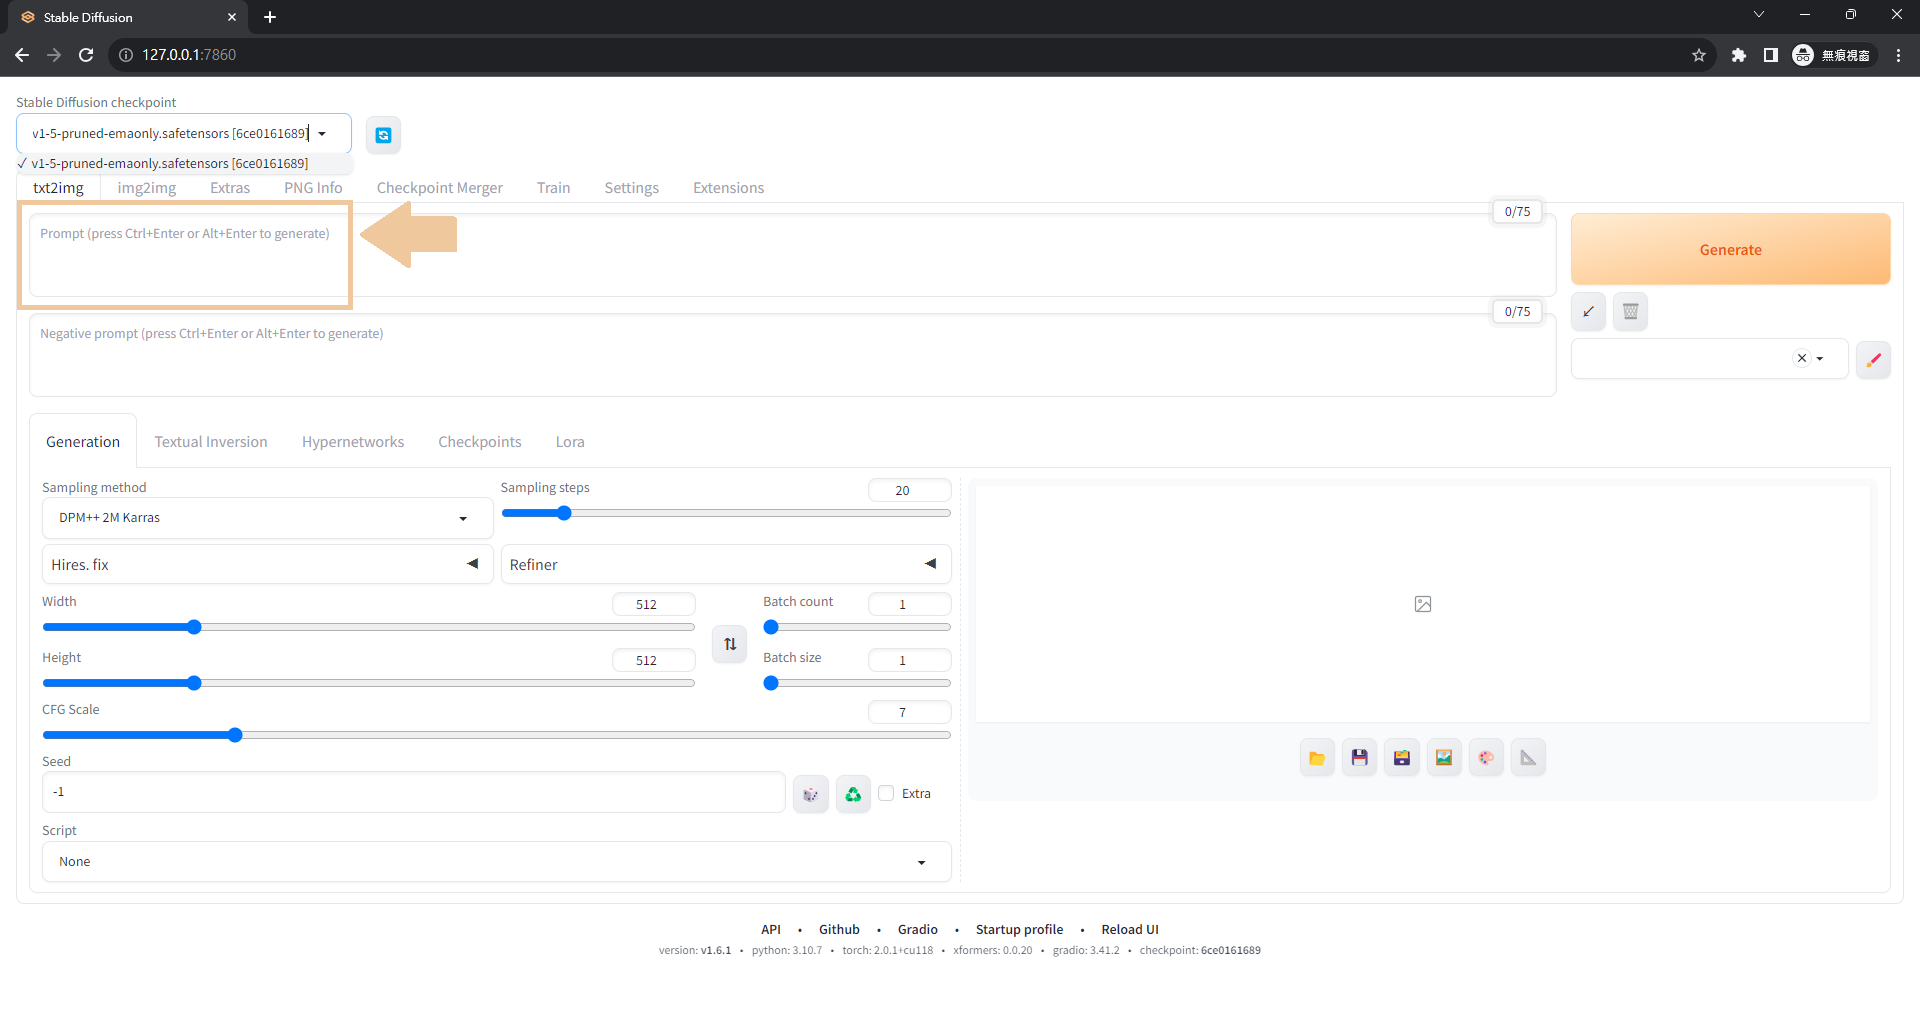 Stable Diffusion
127.0.0.1:7860
無痕視窗
Stable Diffusion checkpoint
v1-5-pruned-emaonly.safetensors [6ce0161689]
✓ v1-5-pruned-emaonly.safetensors [6ce0161689]
txt2img img2img Extras PNG Info Checkpoint Merger Train Settings Extensions
0/75
Prompt (press Ctrl+Enter or Alt+Enter to generate)
Generate
0/75
Negative prompt (press Ctrl+Enter or Alt+Enter to generate)
Generation Textual Inversion Hypernetworks Checkpoints Lora
Sampling method
DPM++ 2M Karras
Sampling steps
20
Hires. fix
Refiner
Width
512
Batch count
1
Height
512
Batch size
1
CFG Scale
7
Seed
-1
Extra
Script
None
API • Github • Gradio • Startup profile • Reload UI
version: v1.6.1 • python: 3.10.7 • torch: 2.0.1+cu118 • xformers: 0.0.20 • gradio: 3.41.2 • checkpoint: 6ce0161689